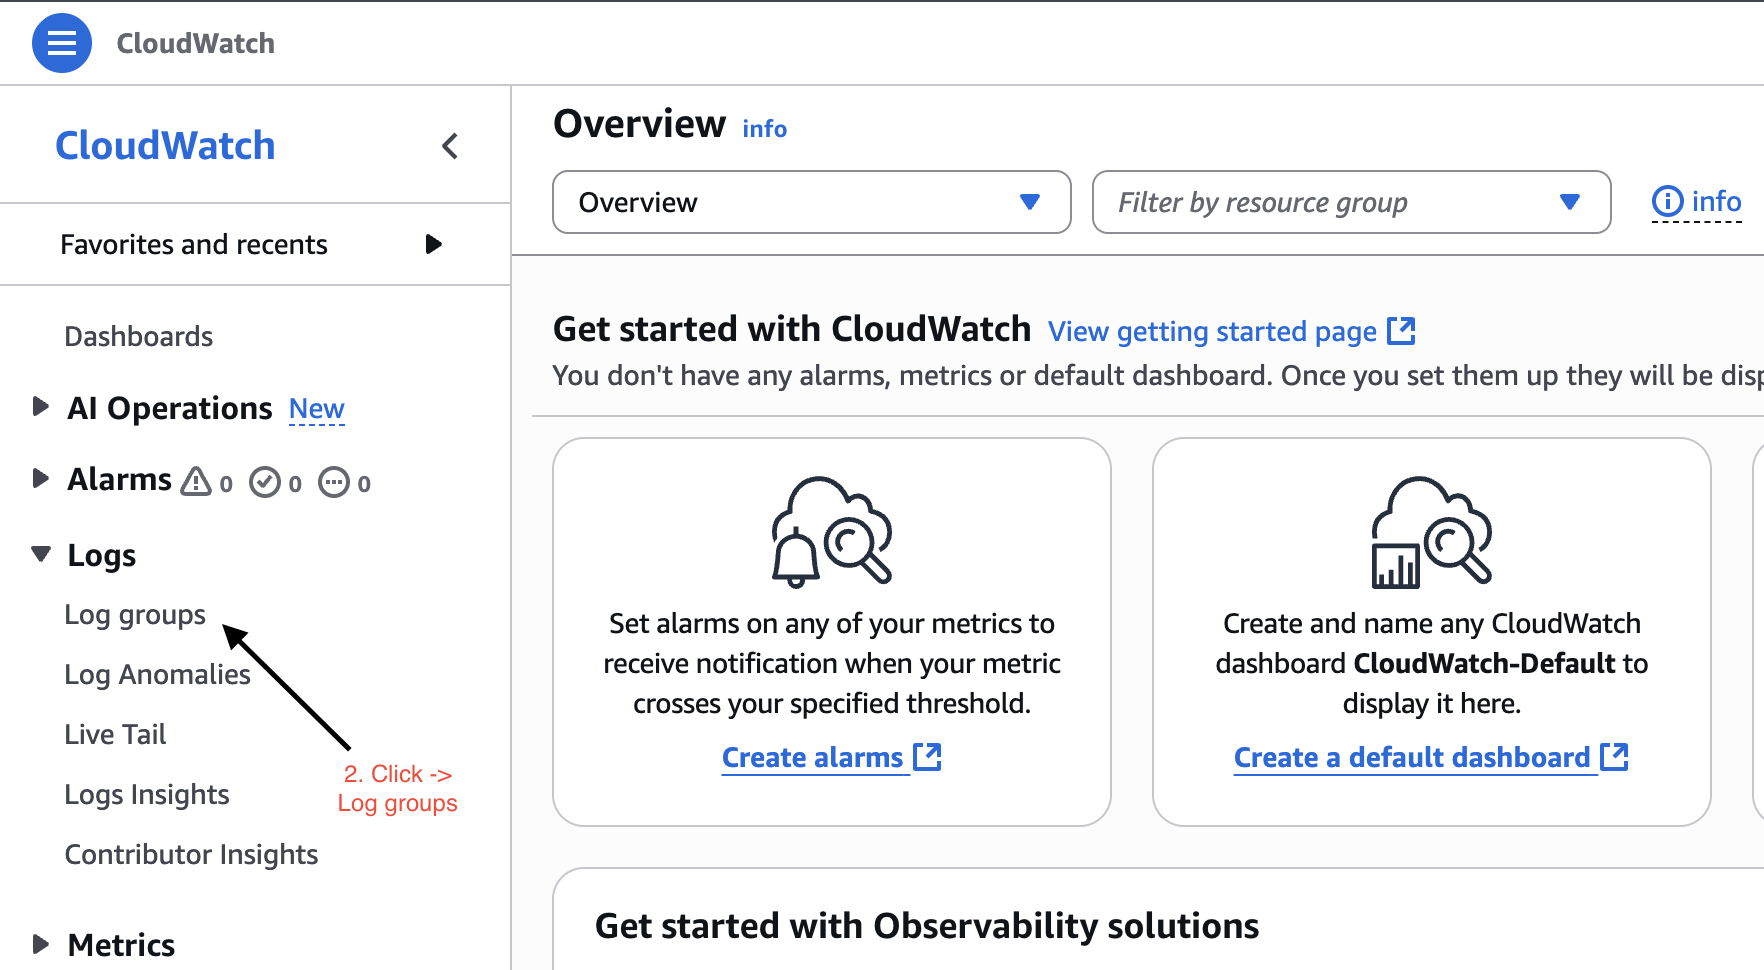 CloudWatch
CloudWatch
Favorites and recents
Dashboards
AI Operations New
Alarms 0 0 0
Logs
Log groups
Log Anomalies
Live Tail
Logs Insights
Contributor Insights
Metrics
2. Click ->
Log groups
Overview info
Overview
Filter by resource group
info
Get started with CloudWatch View getting started page
You don't have any alarms, metrics or default dashboard. Once you set them up they will be disp
Set alarms on any of your metrics to
receive notification when your metric
crosses your specified threshold.
Create alarms
Create and name any CloudWatch
dashboard CloudWatch-Default to
display it here.
Create a default dashboard
Get started with Observability solutions